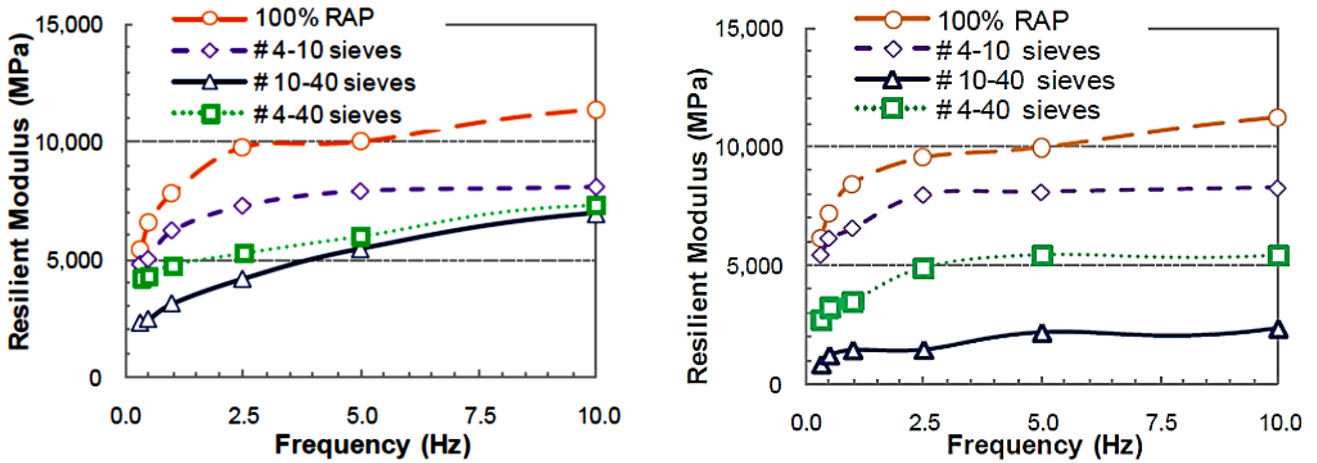 15,000
10,000
5,000
0
Resilient Modulus (MPa)
100% RAP
# 4-10 sieves
# 10-40 sieves
# 4-40 sieves
0.0 2.5 5.0 7.5 10.0
Frequency (Hz)
15,000
10,000
5,000
0
Resilient Modulus (MPa)
100% RAP
# 4-10 sieves
# 10-40 sieves
# 4-40 sieves
0.0 2.5 5.0 7.5 10.0
Frequency (Hz)